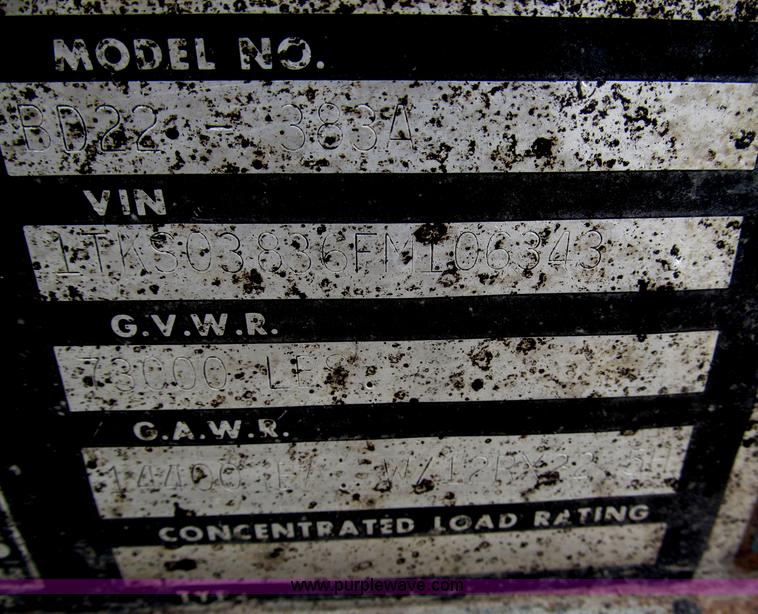 MODEL NO.
BD22 - 383A
VIN
1TKS03836FM106343
G.V.W.R.
73000 LBS
G.A.W.R.
CONCENTRATED LOAD RATING
www.purplewave.com